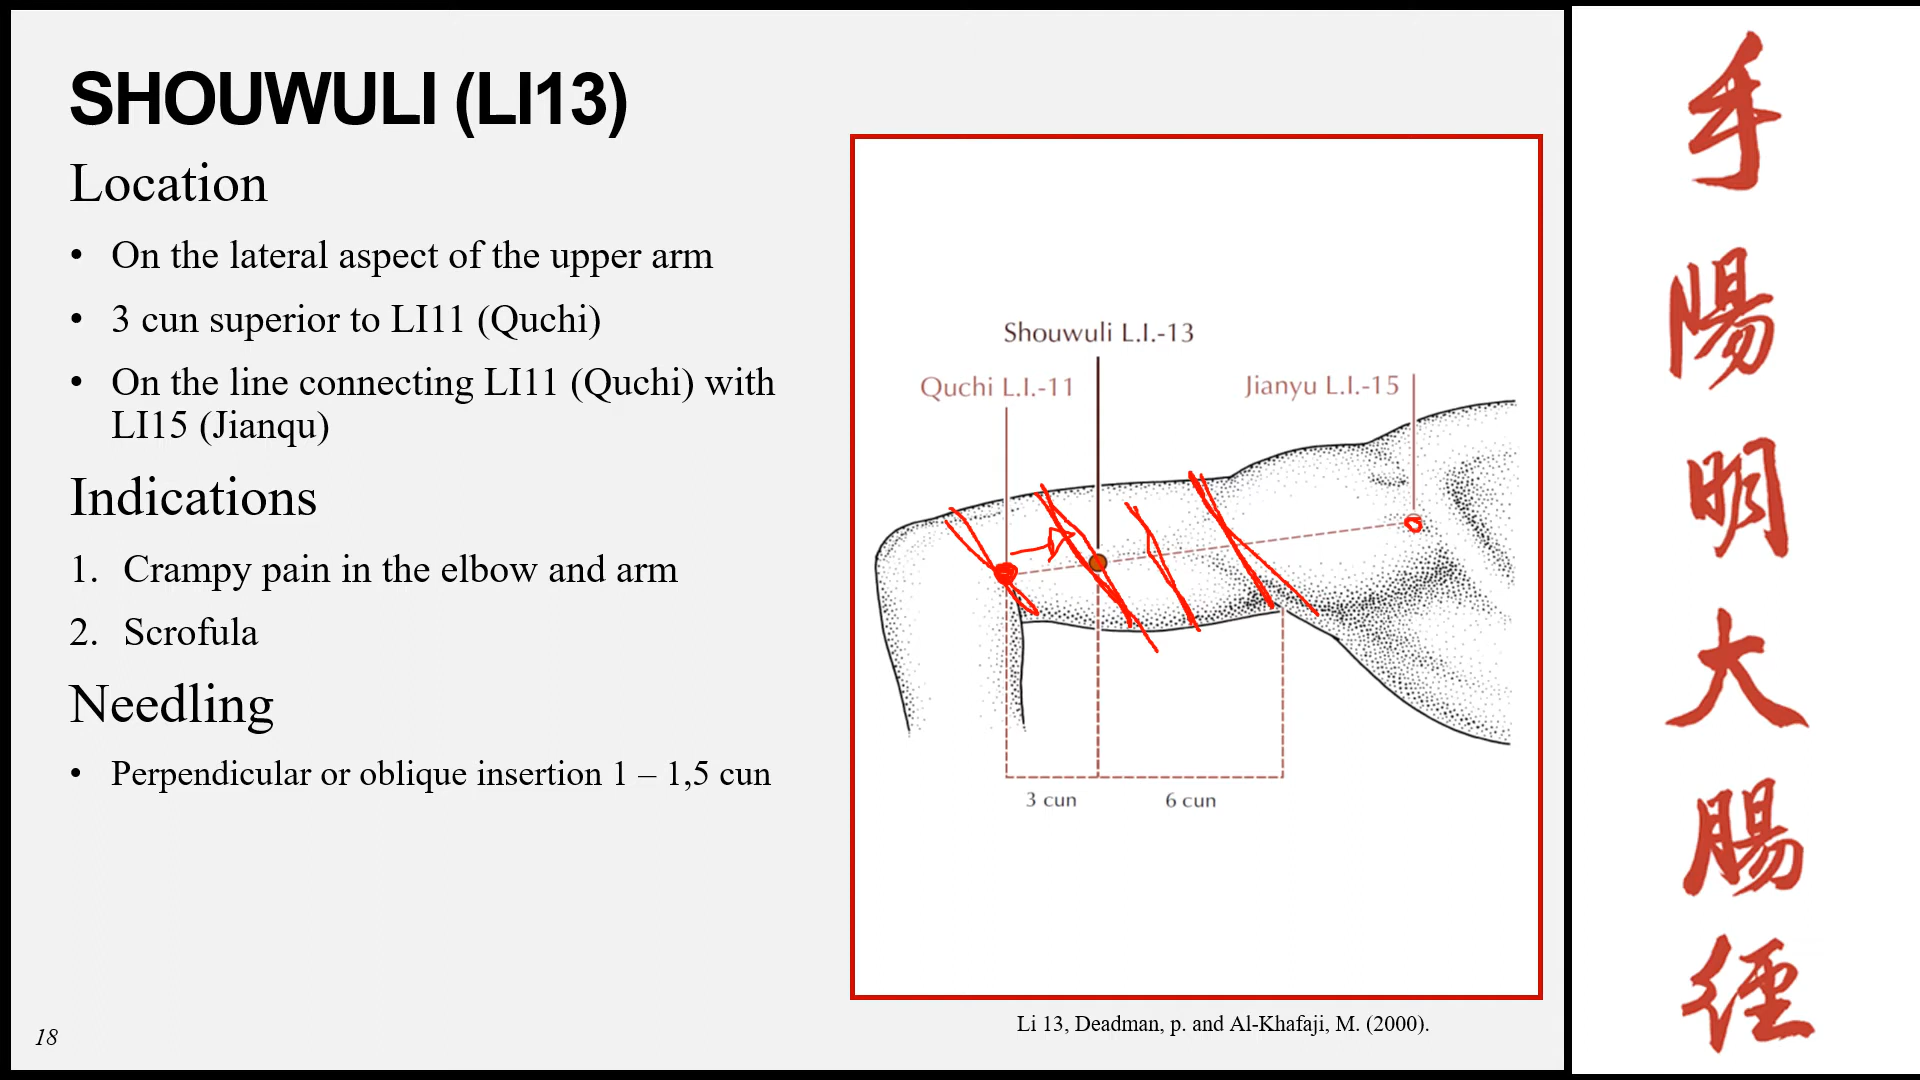 SHOUWULI (LI13)
Location
• On the lateral aspect of the upper arm
• 3 cun superior to LI11 (Quchi)
• On the line connecting LI11 (Quchi) with
LI15 (Jianqu)
Indications
1. Crampy pain in the elbow and arm
2. Scrofula
Needling
• Perpendicular or oblique insertion 1 – 1,5 cun
18
Shouwuli L.I.-13
Quchi L.I.-11
Jianyu L.I.-15
3 cun
6 cun
Li 13, Deadman, p. and Al-Khafaji, M. (2000).
手
陽
明
大
腸
經